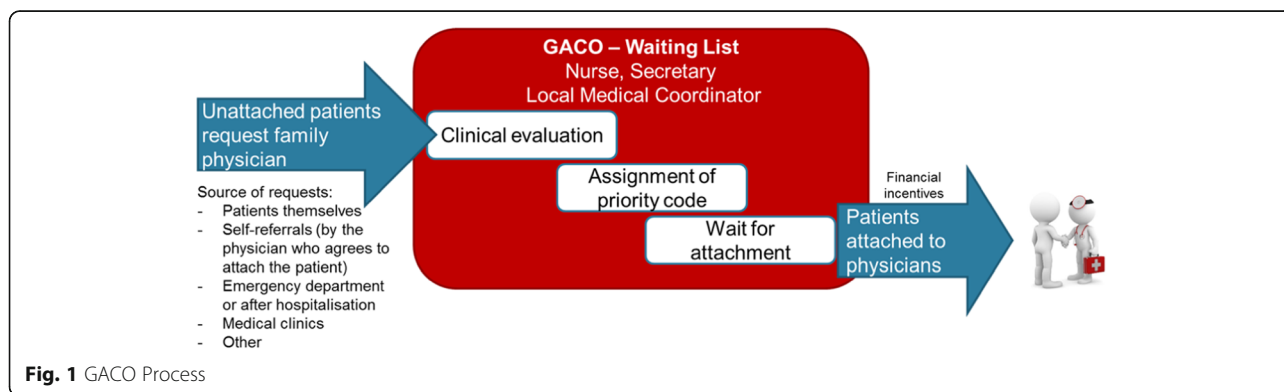 GACO – Waiting List
Nurse, Secretary
Local Medical Coordinator
Unattached patients
request family
physician
Clinical evaluation
Assignment of
priority code
Wait for
attachment
Source of requests:
- Patients themselves
- Self-referrals (by the
physician who agrees to
attach the patient)
- Emergency department
or after hospitalisation
- Medical clinics
- Other
Financial
incentives
Patients
attached to
physicians
Fig. 1 GACO Process